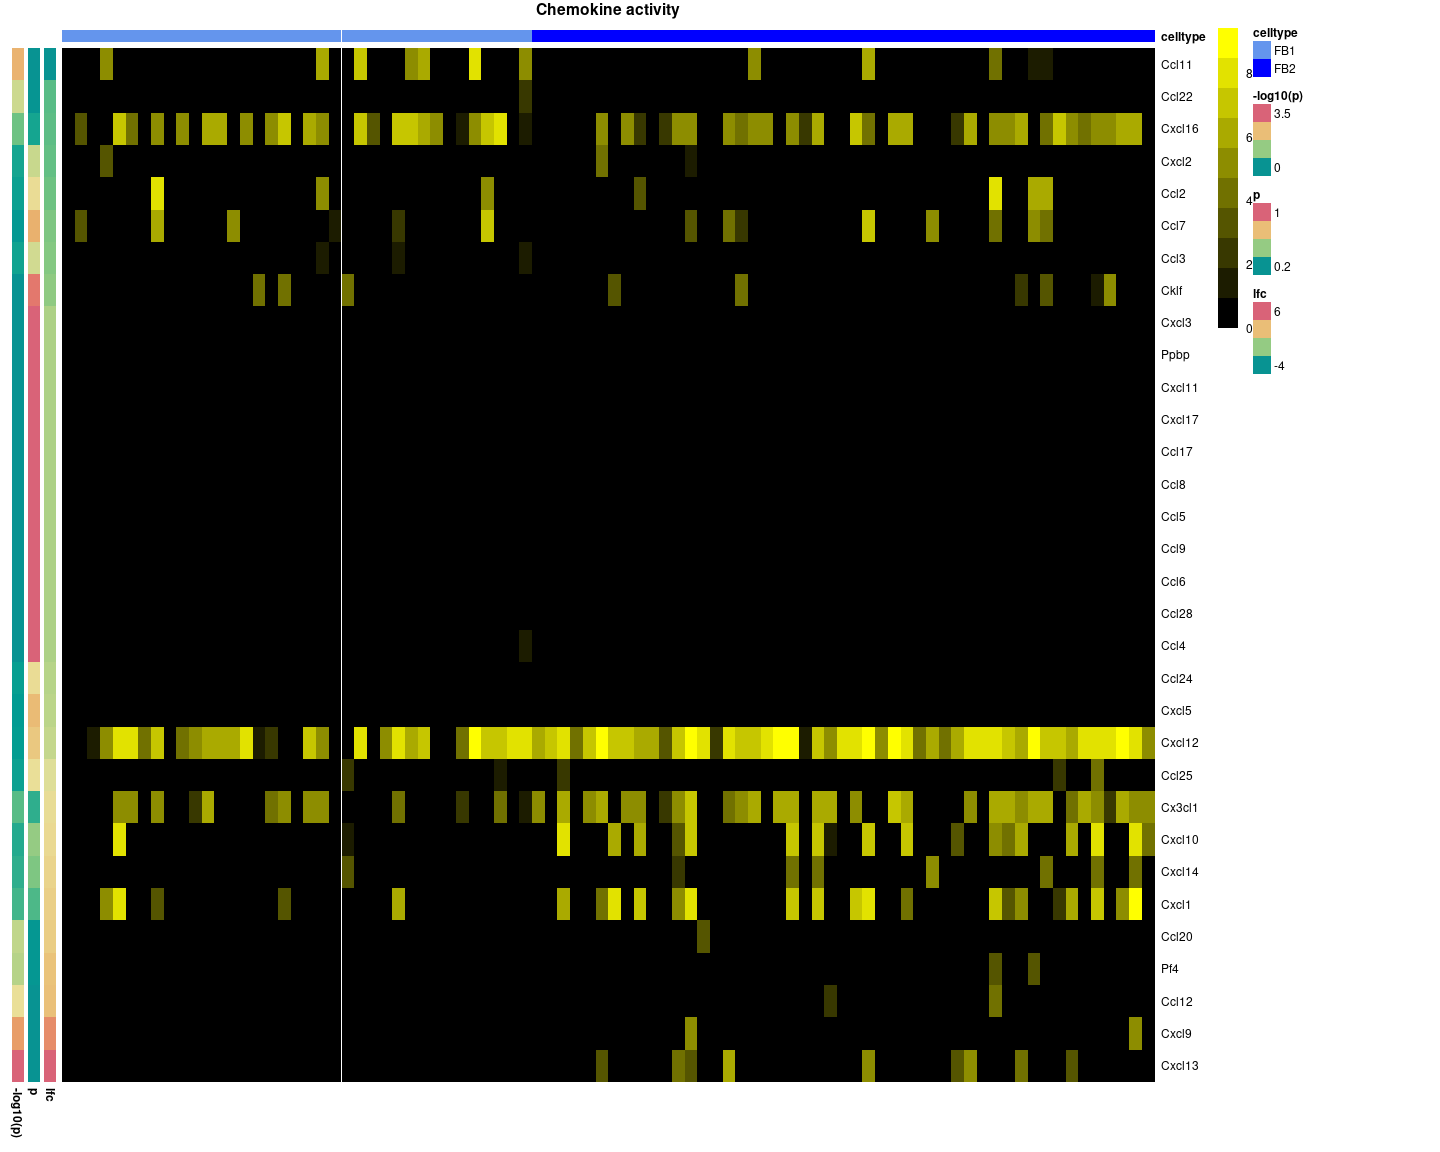 Chemokine activity
celltype
Ccl11
Ccl22
Cxcl16
Cxcl2
Ccl2
Ccl7
Ccl3
Cklf
Cxcl3
Ppbp
Cxcl11
Cxcl17
Ccl17
Ccl8
Ccl5
Ccl9
Ccl6
Ccl28
Ccl4
Ccl24
Cxcl5
Cxcl12
Ccl25
Cx3cl1
Cxcl10
Cxcl14
Cxcl1
Ccl20
Pf4
Ccl12
Cxcl9
Cxcl13
8
6
4
2
0
celltype
FB1
FB2
-log10(p)
3.5
0
p
1
0.2
lfc
6
-4
-log10(p)
p
lfc